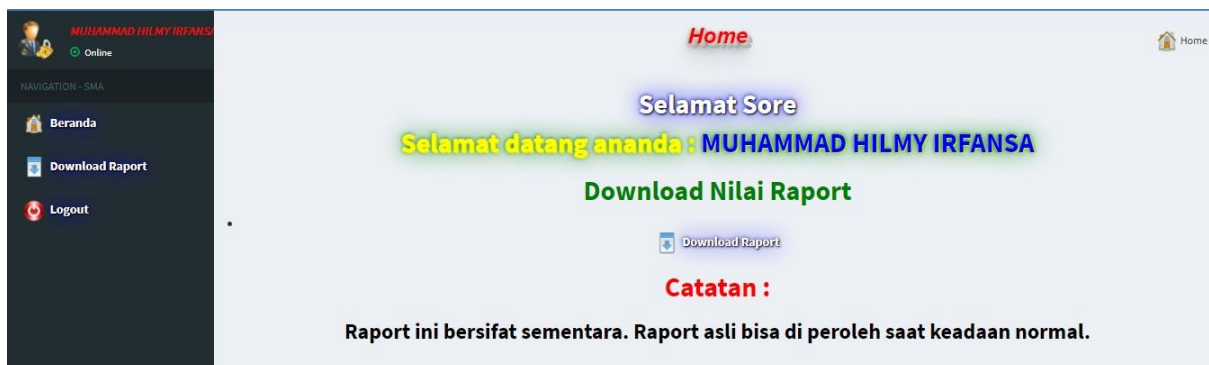 MUHAMMAD HILMY IRFANSA
Online
NAVIGATION - SMA
Beranda
Download Raport
Logout
Home
Home
Selamat Sore
Selamat datang ananda : MUHAMMAD HILMY IRFANSA
Download Nilai Raport
Download Raport
Catatan :
Raport ini bersifat sementara. Raport asli bisa di peroleh saat keadaan normal.